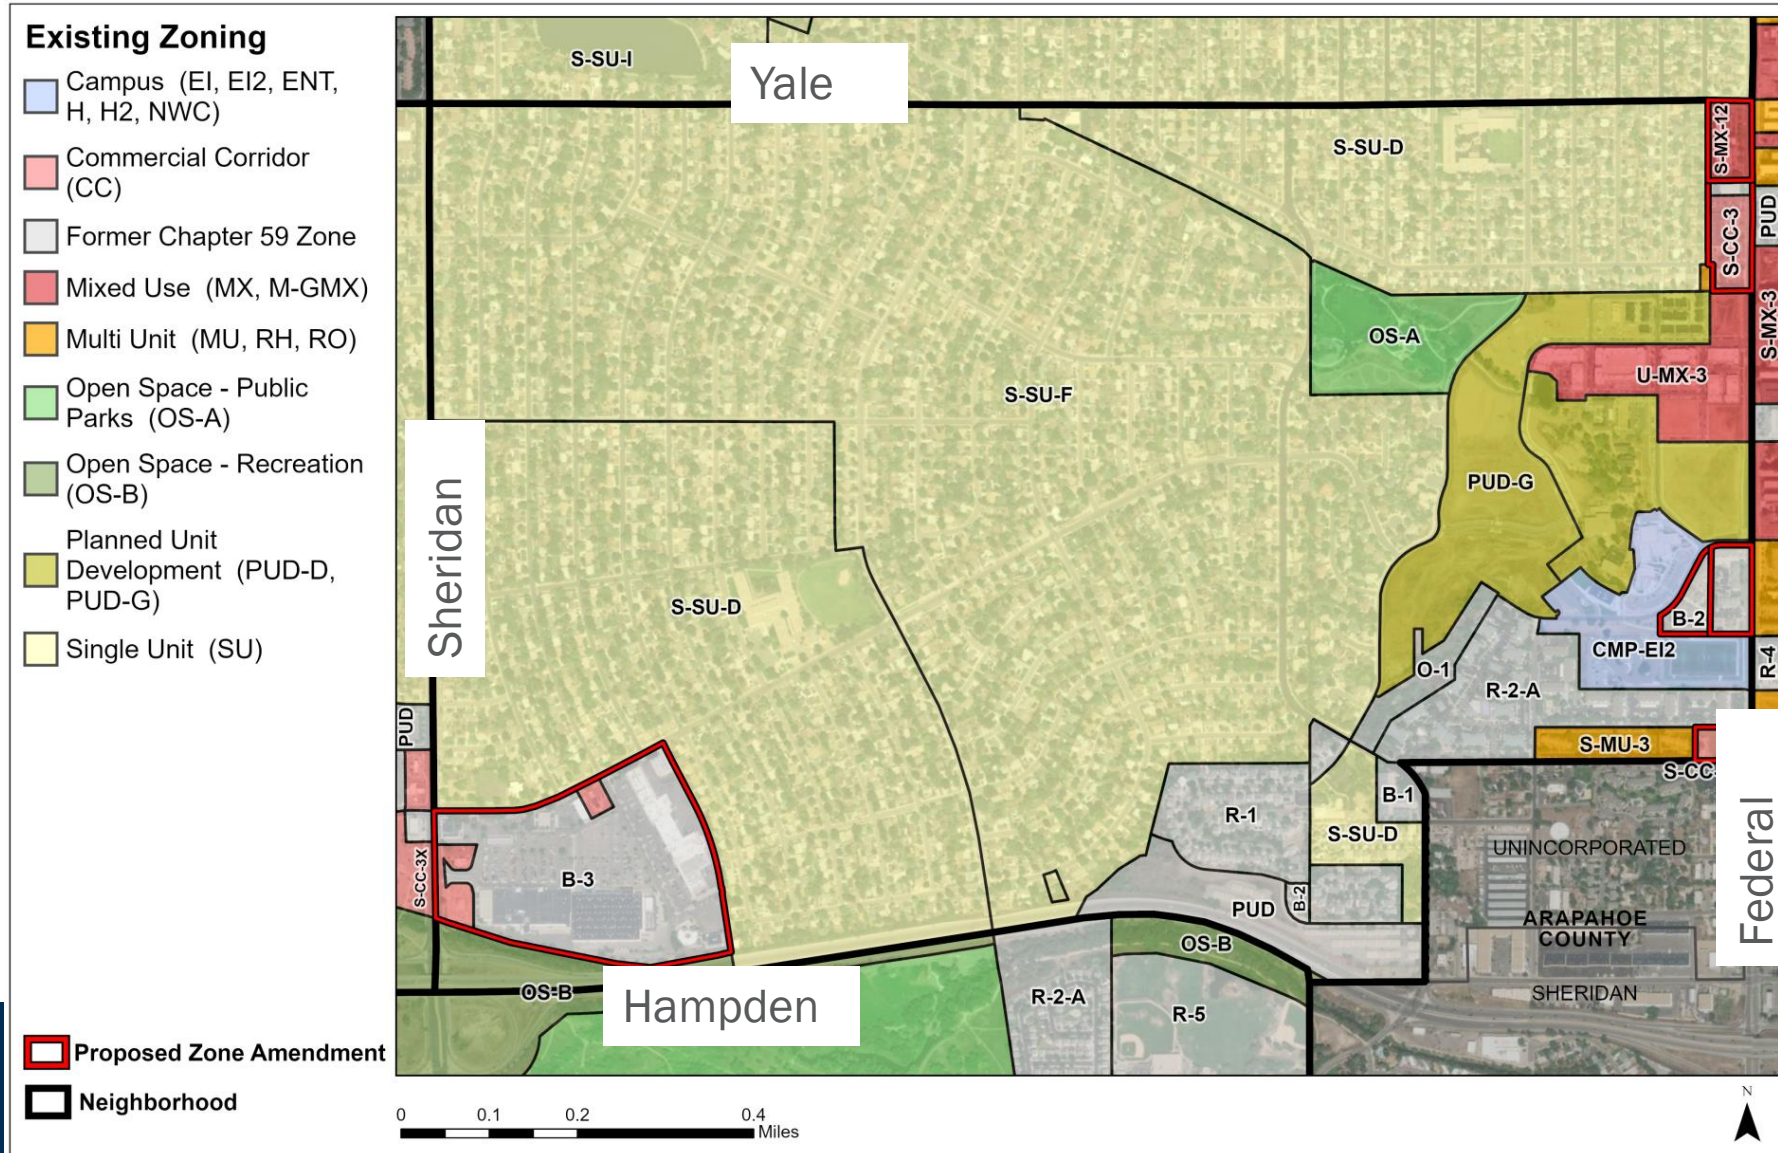 Existing Zoning
Campus (EI, EI2, ENT,
H, H2, NWC)
Commercial Corridor
(CC)
Former Chapter 59 Zone
Mixed Use (MX, M-GMX)
Multi Unit (MU, RH, RO)
Open Space - Public
Parks (OS-A)
Open Space - Recreation
(OS-B)
Planned Unit
Development (PUD-D,
PUD-G)
Single Unit (SU)
Proposed Zone Amendment
Neighborhood
S-SU-I
Yale
S-SU-D
S-MX-12
PUD
S-CC-3
S-MX-3
OS-A
U-MX-3
S-SU-F
PUD-G
Sheridan
S-SU-D
B-2
CMP-EI2
R-4
O-1
R-2-A
PUD
S-MU-3
S-CC-
B-1
R-1
S-SU-D
UNINCORPORATED
S-CC-3X
B-3
B-2
PUD
ARAPAHOE
COUNTY
Federal
OS-B
OS-B
Hampden
R-2-A
R-5
SHERIDAN
0 0.1 0.2 0.4
Miles
N